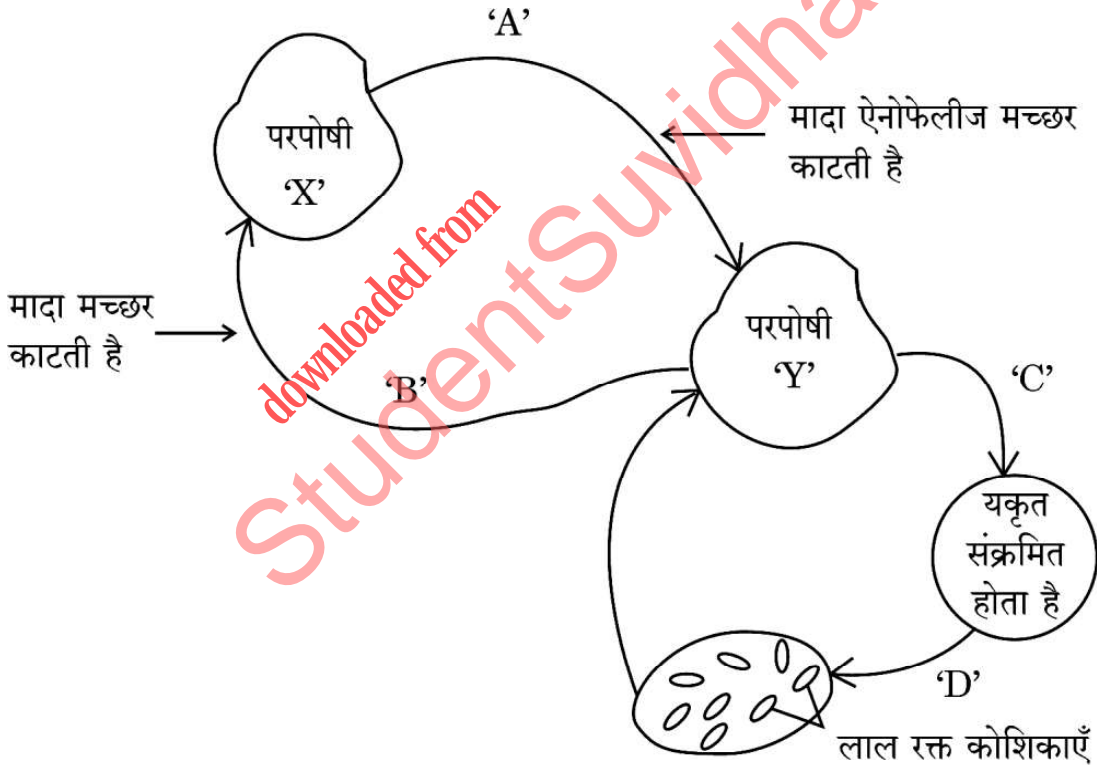 ‘A’
परपोषी
‘X’
मादा ऐनोफेलीज मच्छर
काटती है
मादा मच्छर
काटती है
‘B’
परपोषी
‘Y’
‘C’
यकृत
संक्रमित
होता है
‘D’
लाल रक्त कोशिकाएँ
downloaded from
StudentSuvidha